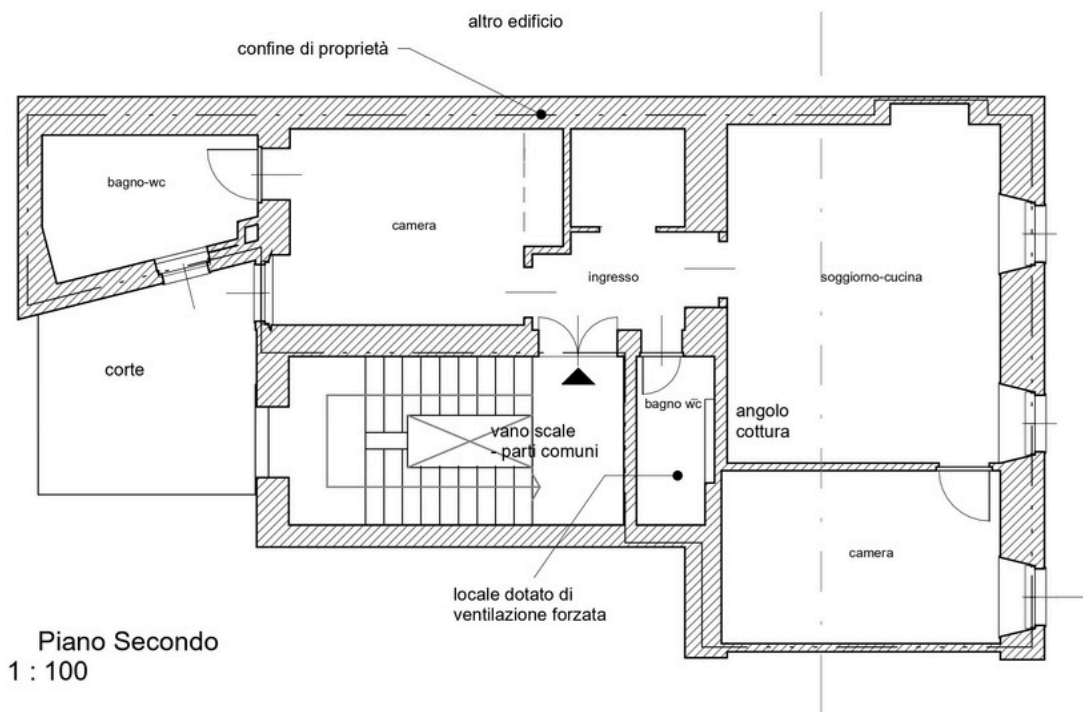 altro edificio
confine di proprietà
bagno-wc
camera
ingresso
soggiorno-cucina
corte
bagno wc
angolo
cottura
vano scale
- parti comuni
camera
locale dotato di
ventilazione forzata
Piano Secondo
1 : 100